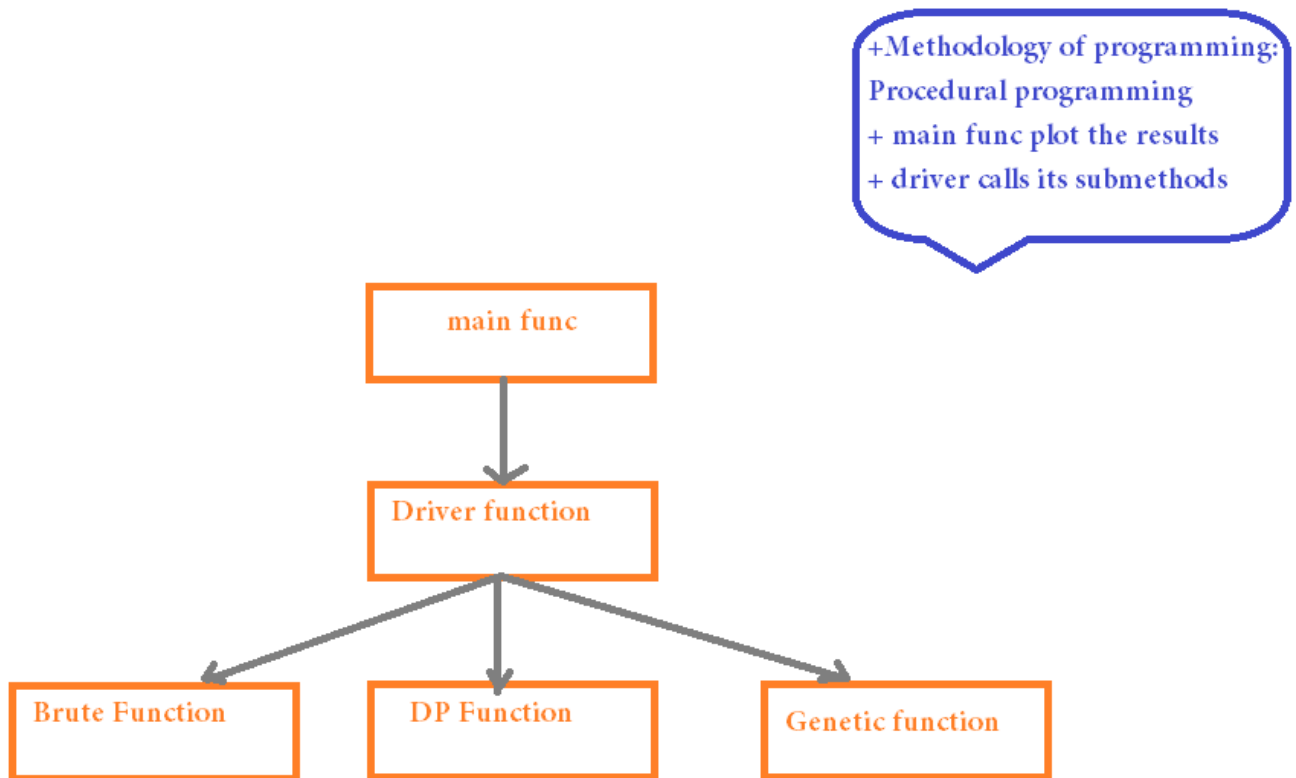 +Methodology of programming:
Procedural programming
+ main func plot the results
+ driver calls its submethods
main func
Driver function
Brute Function
DP Function
Genetic function